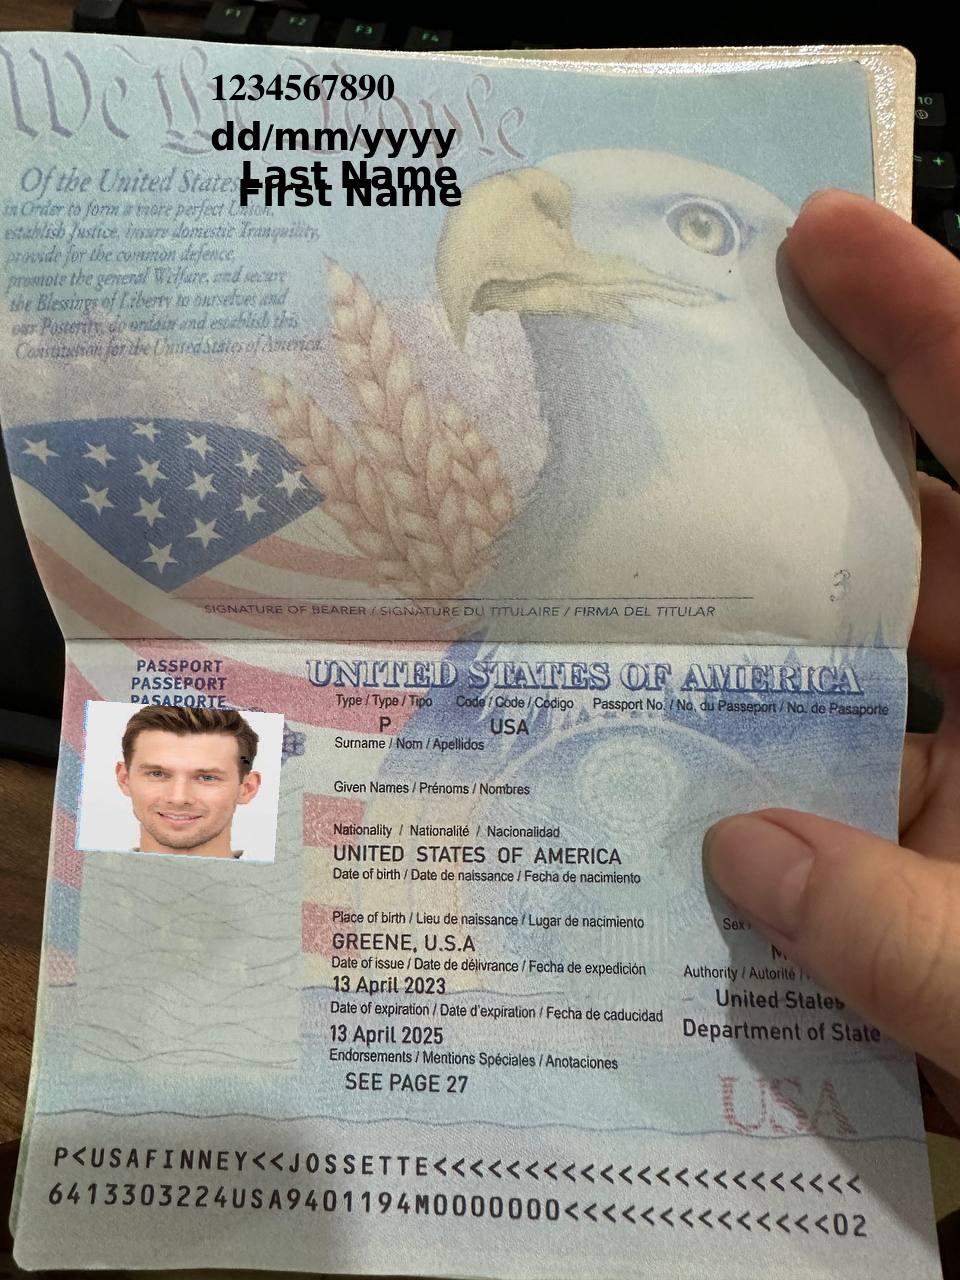 We the People
1234567890
dd/mm/yyyy
Last Name
First Name
Of the United States
in Order to form a more perfect Union,
establish Justice, insure domestic Tranquility,
provide for the common defence,
promote the general Welfare, and secure
the Blessings of Liberty to ourselves and
our Posterity, do ordain and establish this
Constitution for the United States of America.
3
SIGNATURE OF BEARER / SIGNATURE DU TITULAIRE / FIRMA DEL TITULAR
PASSPORT
PASSEPORT
PASAPORTE
UNITED STATES OF AMERICA
Type / Type / Tipo Code / Code / Código Passport No. / No. du Passeport / No. de Pasaporte
P USA
Surname / Nom / Apellidos
Given Names / Prénoms / Nombres
Nationality / Nationalité / Nacionalidad
UNITED STATES OF AMERICA
Date of birth / Date de naissance / Fecha de nacimiento
Place of birth / Lieu de naissance / Lugar de nacimiento Sex /
GREENE, U.S.A M
Date of issue / Date de délivrance / Fecha de expedición Authority / Autorité /
13 April 2023 United States
Date of expiration / Date d'expiration / Fecha de caducidad Department of State
13 April 2025
Endorsements / Mentions Spéciales / Anotaciones
SEE PAGE 27
USA
P<USAFINNEY<<JOSSETTE<<<<<<<<<<<<<<<<<<<<<<<
6413303224USA9401194M0000000<<<<<<<<<<<<<<02